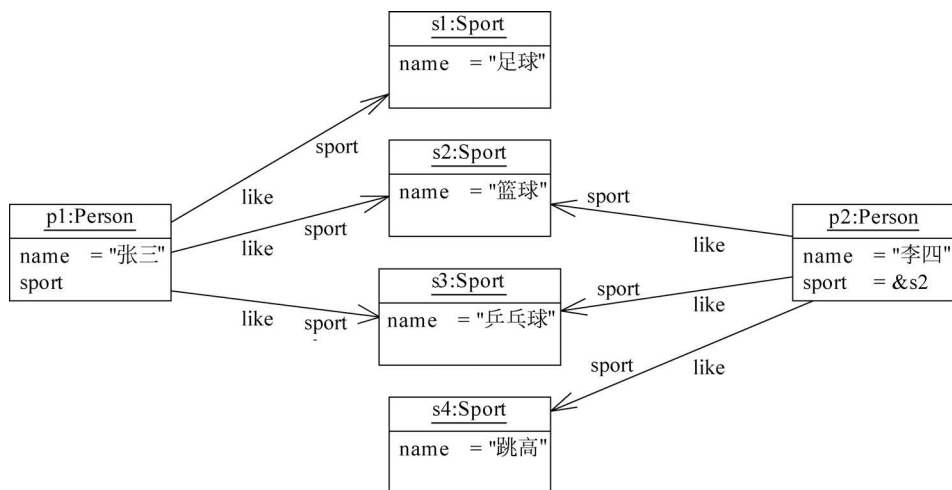 s1:Sport
name = "足球"
sport
like
s2:Sport
name = "篮球"
sport
like
sport
like
p1:Person
name = "张三"
sport
p2:Person
name = "李四"
sport = &s2
s3:Sport
name = "乒乓球"
sport
like
sport
like
s4:Sport
name = "跳高"
sport
like